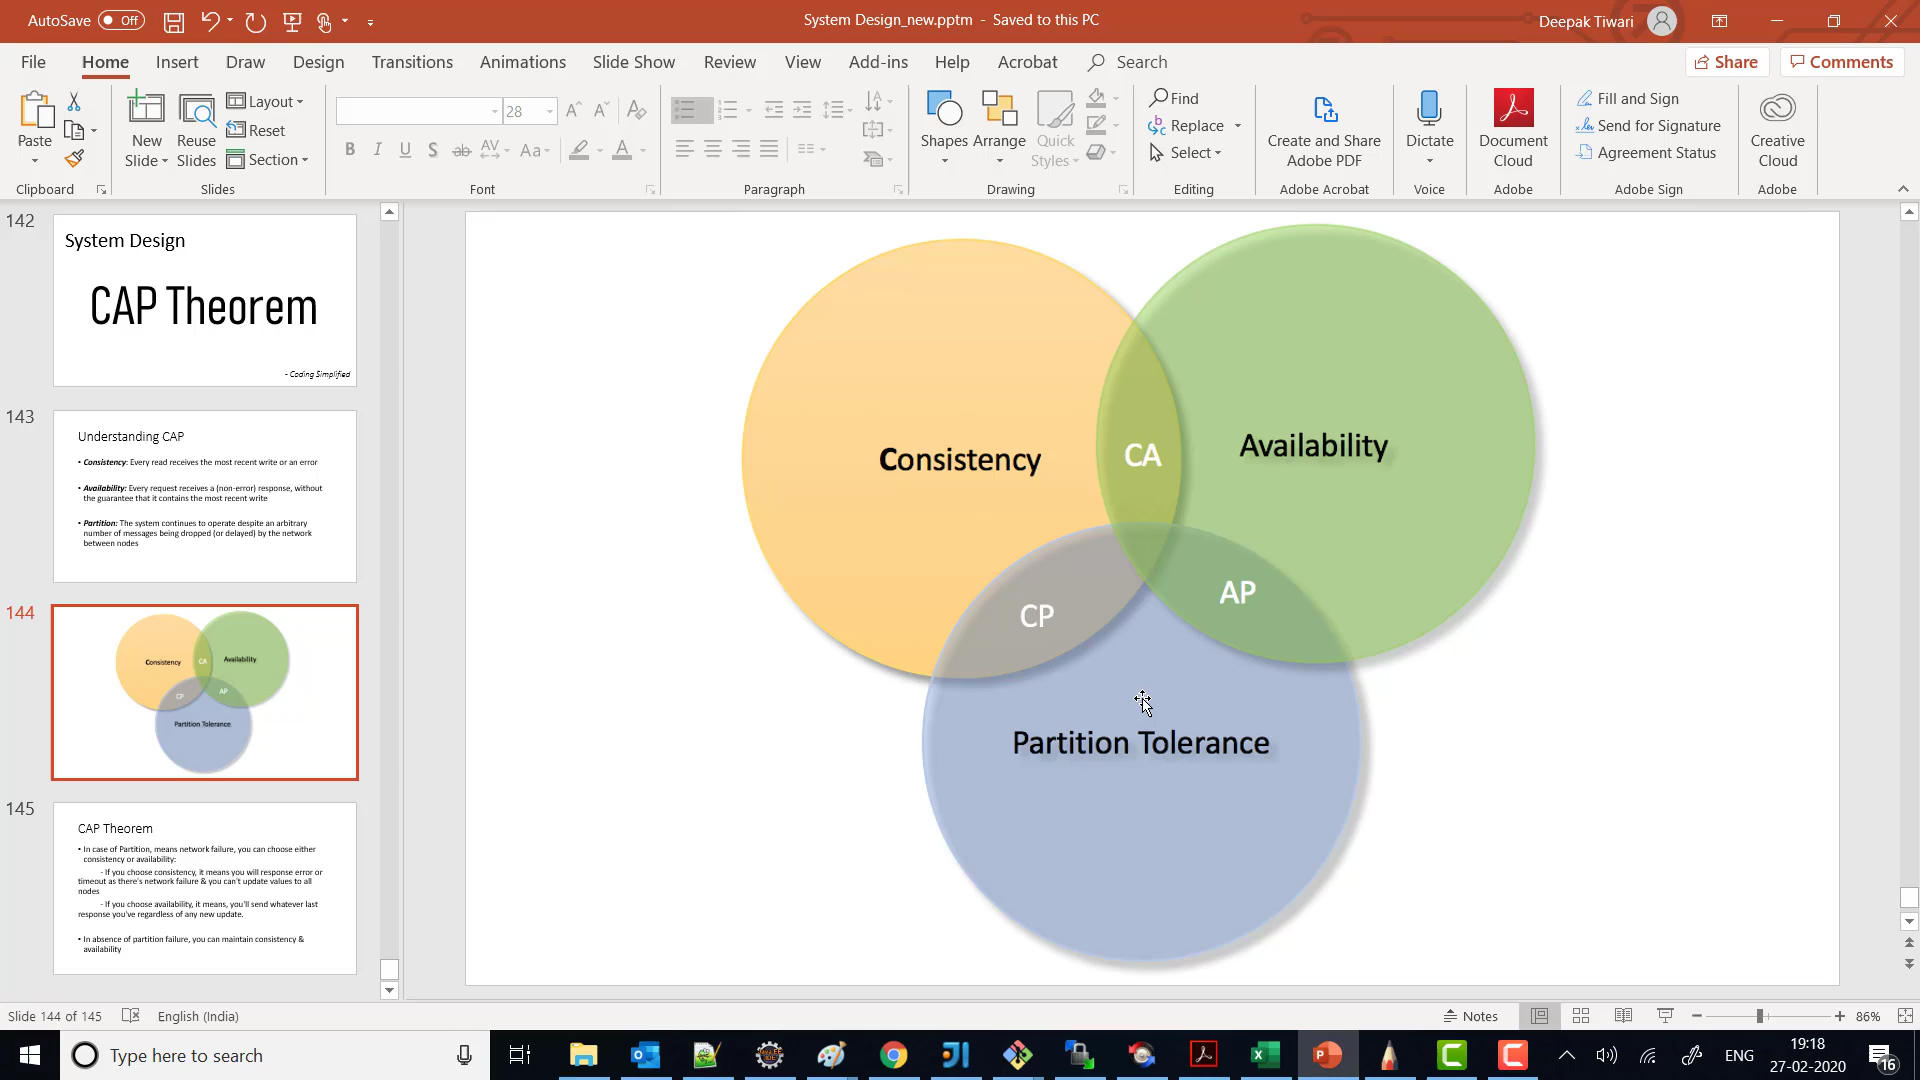 AutoSave Off
System Design_new.pptm - Saved to this PC
Deepak Tiwari
File Home Insert Draw Design Transitions Animations Slide Show Review View Add-ins Help Acrobat Search
Share
Comments
Paste
New
Slide
Reuse
Slides
Layout
Reset
Section
28
B I U S ab AV Aa A
Shapes
Arrange
Quick
Styles
Find
Replace
Select
Create and Share
Adobe PDF
Dictate
Document
Cloud
Fill and Sign
Send for Signature
Agreement Status
Creative
Cloud
Clipboard
Slides
Font
Paragraph
Drawing
Editing
Adobe Acrobat
Voice
Adobe
Adobe Sign
Adobe
142
System Design
CAP Theorem
- Coding Simplified
143
Understanding CAP
• Consistency: Every read receives the most recent write or an error
• Availability: Every request receives a (non-error) response, without
the guarantee that it contains the most recent write
• Partition: The system continues to operate despite an arbitrary
number of messages being dropped (or delayed) by the network
between nodes
144
Consistency
CA
Availability
CP
AP
Partition Tolerance
145
CAP Theorem
• In case of Partition, means network failure, you can choose either
consistency or availability:
- If you choose consistency, it means you will response error or
timeout as there's network failure & you can't update values to all
nodes
- If you choose availability, it means, you'll send whatever last
response you've regardless of any new update.
• In absence of partition failure, you can maintain consistency &
availability
Consistency
CA
Availability
CP
AP
Partition Tolerance
Slide 144 of 145
English (India)
Notes
86%
Type here to search
ENG
19:18
27-02-2020
16